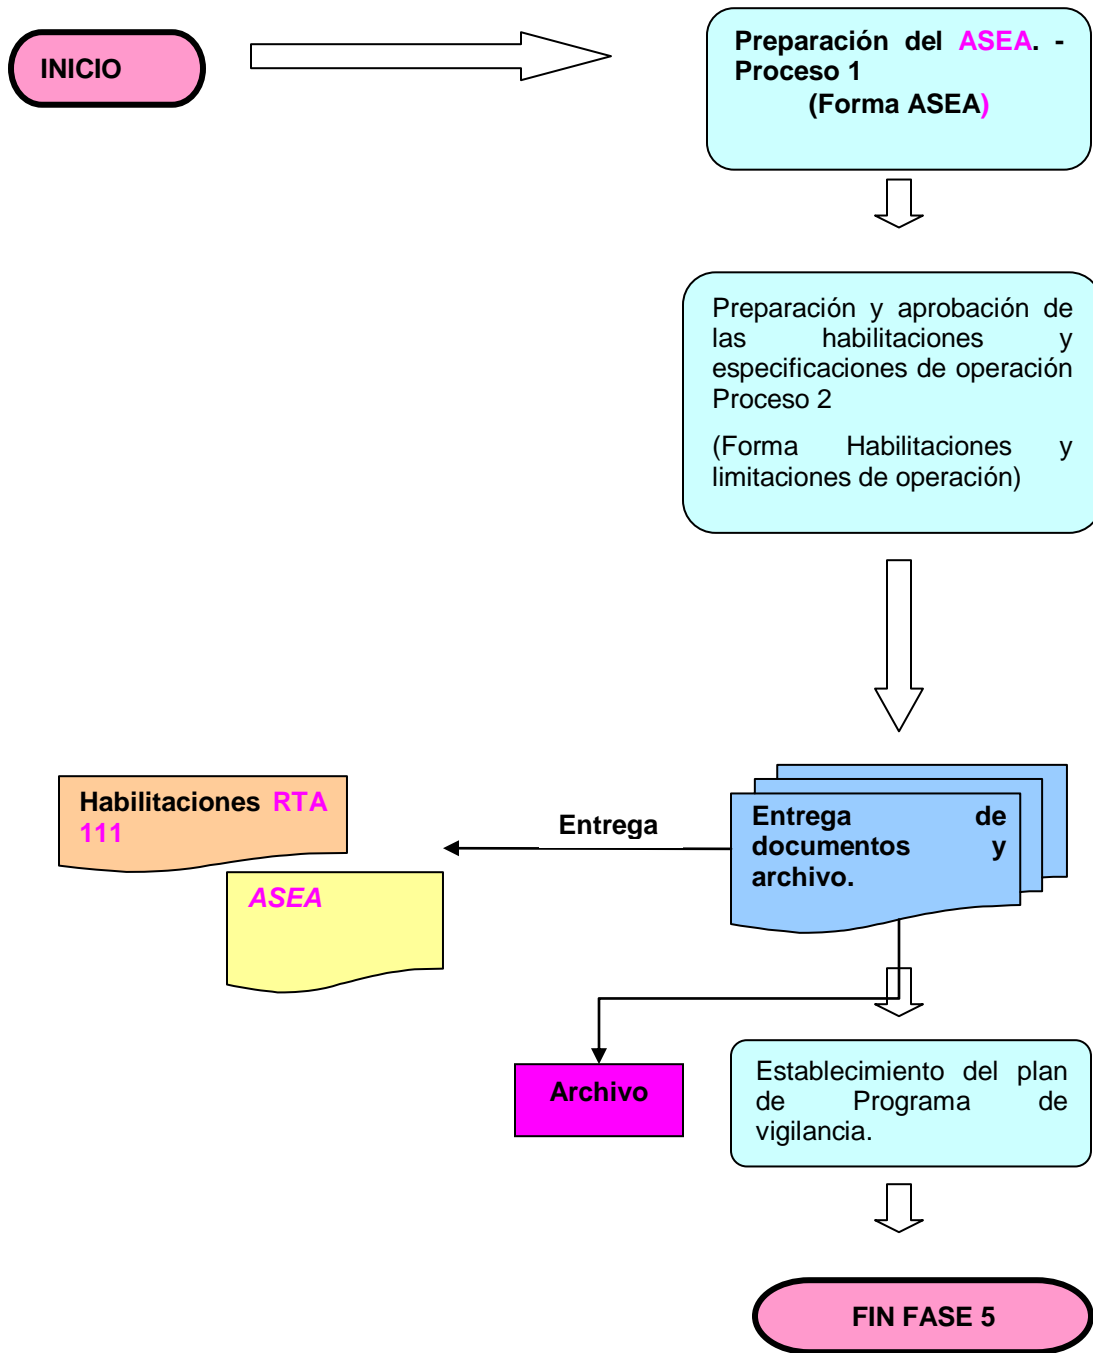 INICIO
Preparación del ASEA. -
Proceso 1
(Forma ASEA)
Preparación y aprobación de
las habilitaciones y
especificaciones de operación
Proceso 2
(Forma Habilitaciones y
limitaciones de operación)
Habilitaciones RTA
111
ASEA
Entrega
Entrega de
documentos y
archivo.
Archivo
Establecimiento del plan
de Programa de
vigilancia.
FIN FASE 5